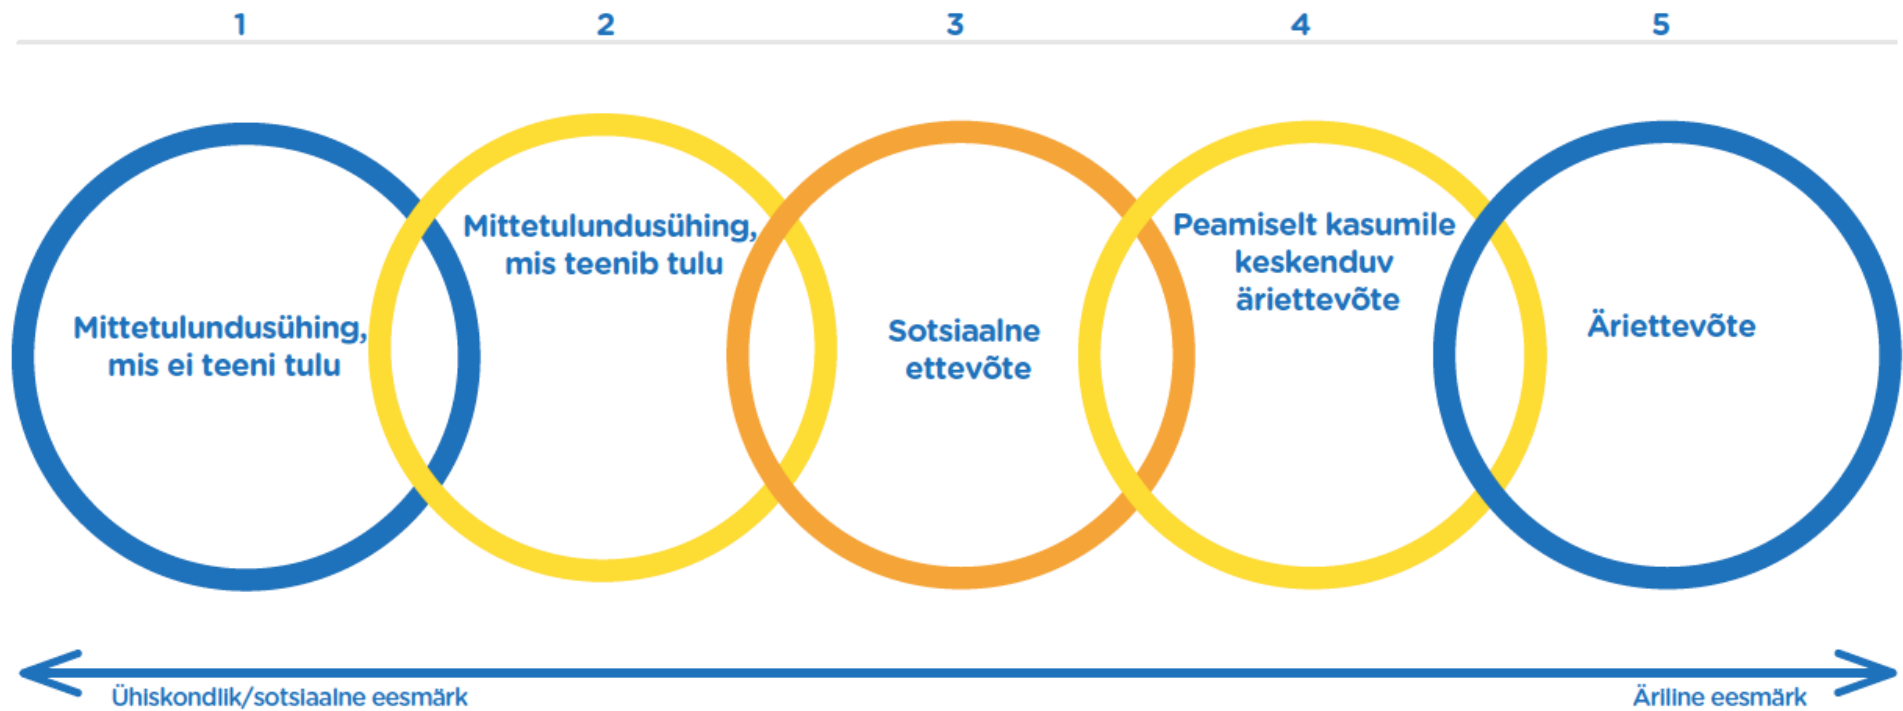 1 2 3 4 5
Mittetulundusühing,
mis ei teeni tulu
Mittetulundusühing,
mis teenib tulu
Sotsiaalne
ettevõte
Peamiselt kasumile
keskenduv
äriettevõte
Äriettevõte
Ühiskondlik/sotsiaalne eesmärk
Äriline eesmärk